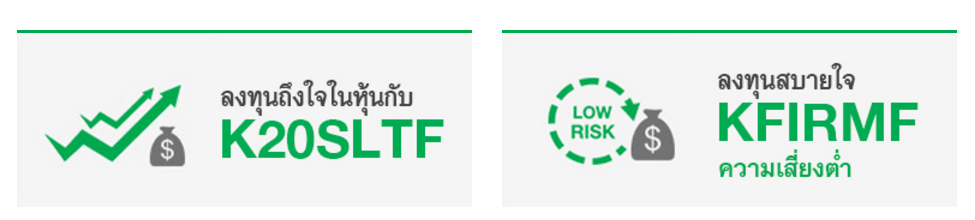 ลงทุนถึงใจในหุ้นกับ
K20SLTF
LOW
RISK
$
$
ลงทุนสบายใจ
KFIRMF
ความเสี่ยงต่ำ